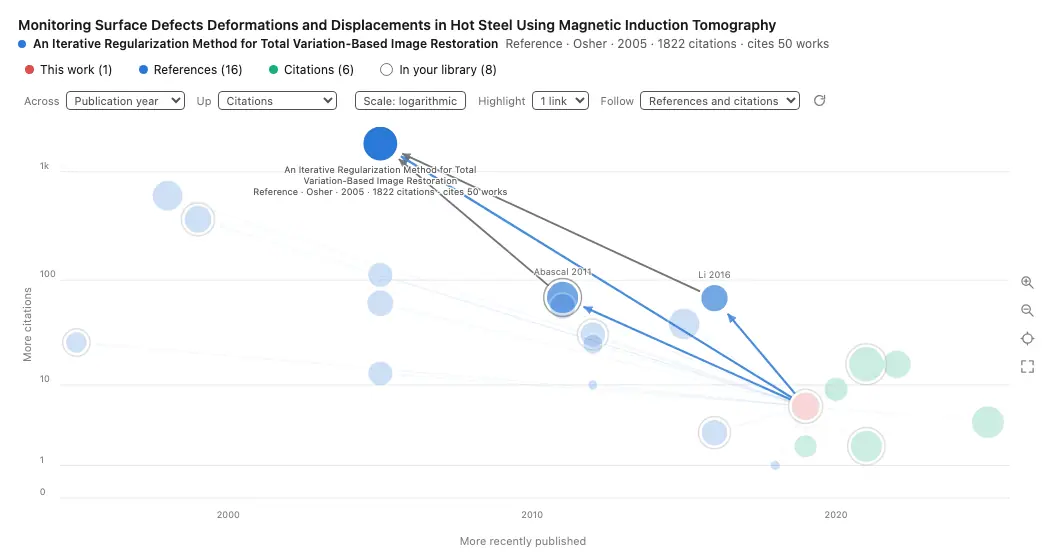 Monitoring Surface Defects Deformations and Displacements in Hot Steel Using Magnetic Induction Tomography
An Iterative Regularization Method for Total Variation-Based Image Restoration Reference · Osher · 2005 · 1822 citations · cites 50 works
This work (1) References (16) Citations (6) In your library (8)
Across Publication year Up Citations Scale: logarithmic Highlight 1 link Follow References and citations
1k
An Iterative Regularization Method for Total
Variation-Based Image Restoration
Reference · Osher · 2005 · 1822 citations · cites 50 works
100
Abascal 2011
Li 2016
More citations
10
1
0
2000 2010 2020
More recently published